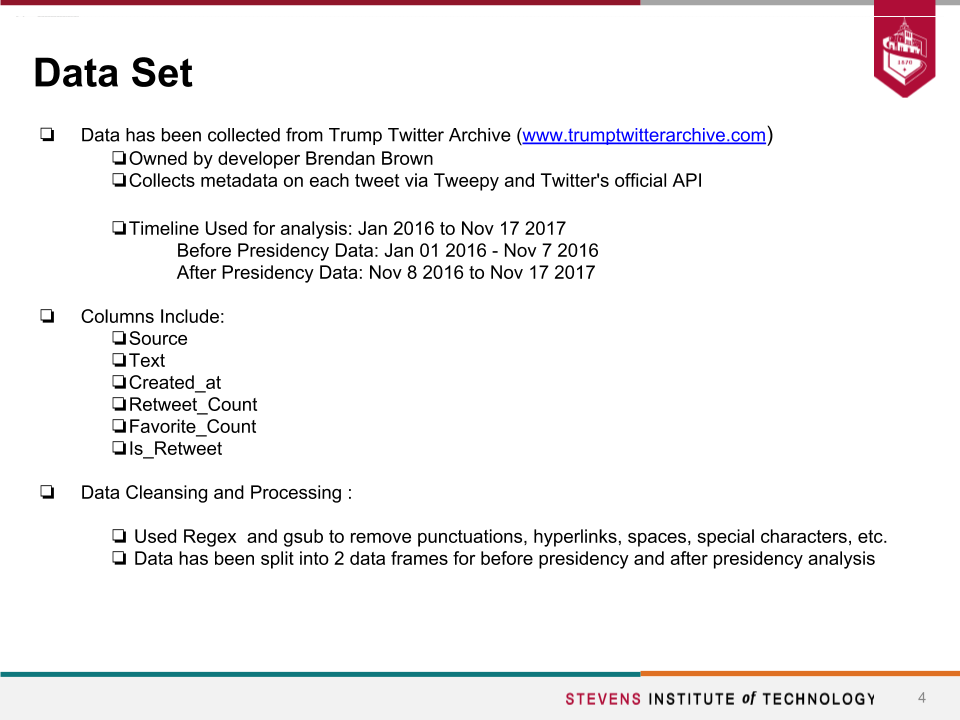 1870
Data Set
❏ Data has been collected from Trump Twitter Archive (www.trumptwitterarchive.com)
❏Owned by developer Brendan Brown
❏Collects metadata on each tweet via Tweepy and Twitter's official API
❏Timeline Used for analysis: Jan 2016 to Nov 17 2017
Before Presidency Data: Jan 01 2016 - Nov 7 2016
After Presidency Data: Nov 8 2016 to Nov 17 2017
❏ Columns Include:
❏Source
❏Text
❏Created_at
❏Retweet_Count
❏Favorite_Count
❏Is_Retweet
❏ Data Cleansing and Processing :
❏ Used Regex  and gsub to remove punctuations, hyperlinks, spaces, special characters, etc.
❏ Data has been split into 2 data frames for before presidency and after presidency analysis
STEVENS INSTITUTE of TECHNOLOGY
4